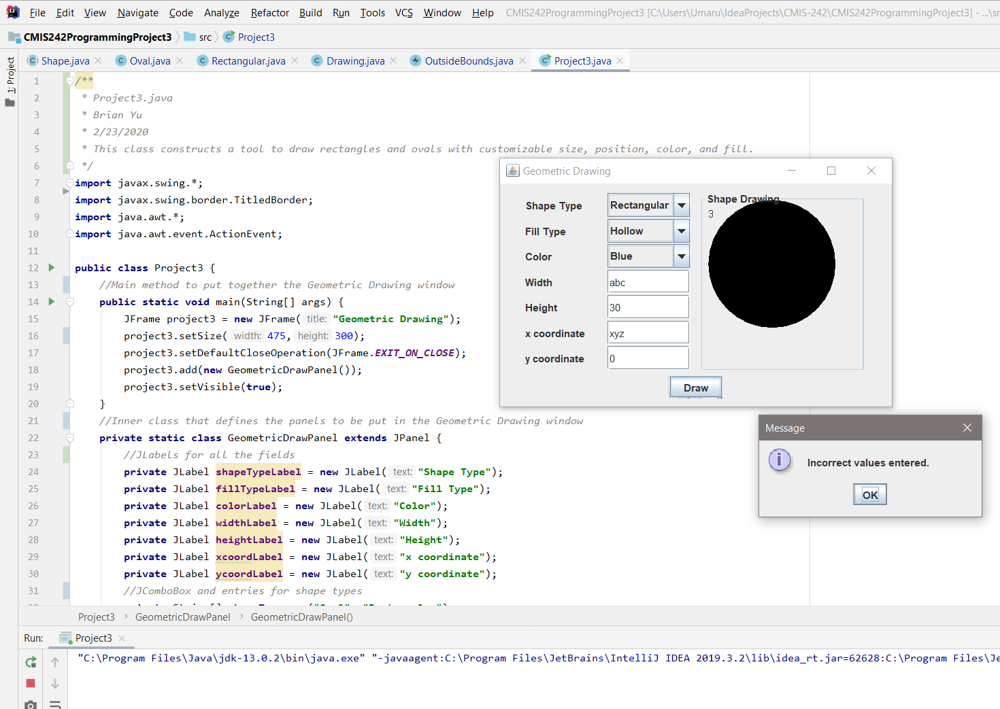 File Edit View Navigate Code Analyze Refactor Build Run Tools VCS Window Help CMIS242ProgrammingProject3 [C:\Users\Umaru\IdeaProjects\CMIS-242\CMIS242ProgrammingProject3] - ...\sr
CMIS242ProgrammingProject3 src Project3
Shape.java Oval.java Rectangular.java Drawing.java OutsideBounds.java Project3.java
1: Project
1 /**
2 * Project3.java
3 * Brian Yu
4 * 2/23/2020
5 * This class constructs a tool to draw rectangles and ovals with customizable size, position, color, and fill.
6 */
7 import javax.swing.*;
8 import javax.swing.border.TitledBorder;
9 import java.awt.*;
10 import java.awt.event.ActionEvent;
11
12 public class Project3 {
13 //Main method to put together the Geometric Drawing window
14 public static void main(String[] args) {
15 JFrame project3 = new JFrame( title: "Geometric Drawing");
16 project3.setSize( width: 475, height: 300);
17 project3.setDefaultCloseOperation(JFrame.EXIT_ON_CLOSE);
18 project3.add(new GeometricDrawPanel());
19 project3.setVisible(true);
20 }
21 //Inner class that defines the panels to be put in the Geometric Drawing window
22 private static class GeometricDrawPanel extends JPanel {
23 //JLabels for all the fields
24 private JLabel shapeTypeLabel = new JLabel( text: "Shape Type");
25 private JLabel fillTypeLabel = new JLabel( text: "Fill Type");
26 private JLabel colorLabel = new JLabel( text: "Color");
27 private JLabel widthLabel = new JLabel( text: "Width");
28 private JLabel heightLabel = new JLabel( text: "Height");
29 private JLabel xcoordLabel = new JLabel( text: "x coordinate");
30 private JLabel ycoordLabel = new JLabel( text: "y coordinate");
31 //JComboBox and entries for shape types
Geometric Drawing
Shape Type Rectangular
Fill Type Hollow
Color Blue
Width abc
Height 30
x coordinate xyz
y coordinate 0
Shape Drawing
3
Draw
Message
i
Incorrect values entered.
OK
Project3 › GeometricDrawPanel › GeometricDrawPanel()
Run: Project3
"C:\Program Files\Java\jdk-13.0.2\bin\java.exe" "-javaagent:C:\Program Files\JetBrains\IntelliJ IDEA 2019.3.2\lib\idea_rt.jar=62628:C:\Program Files\Je